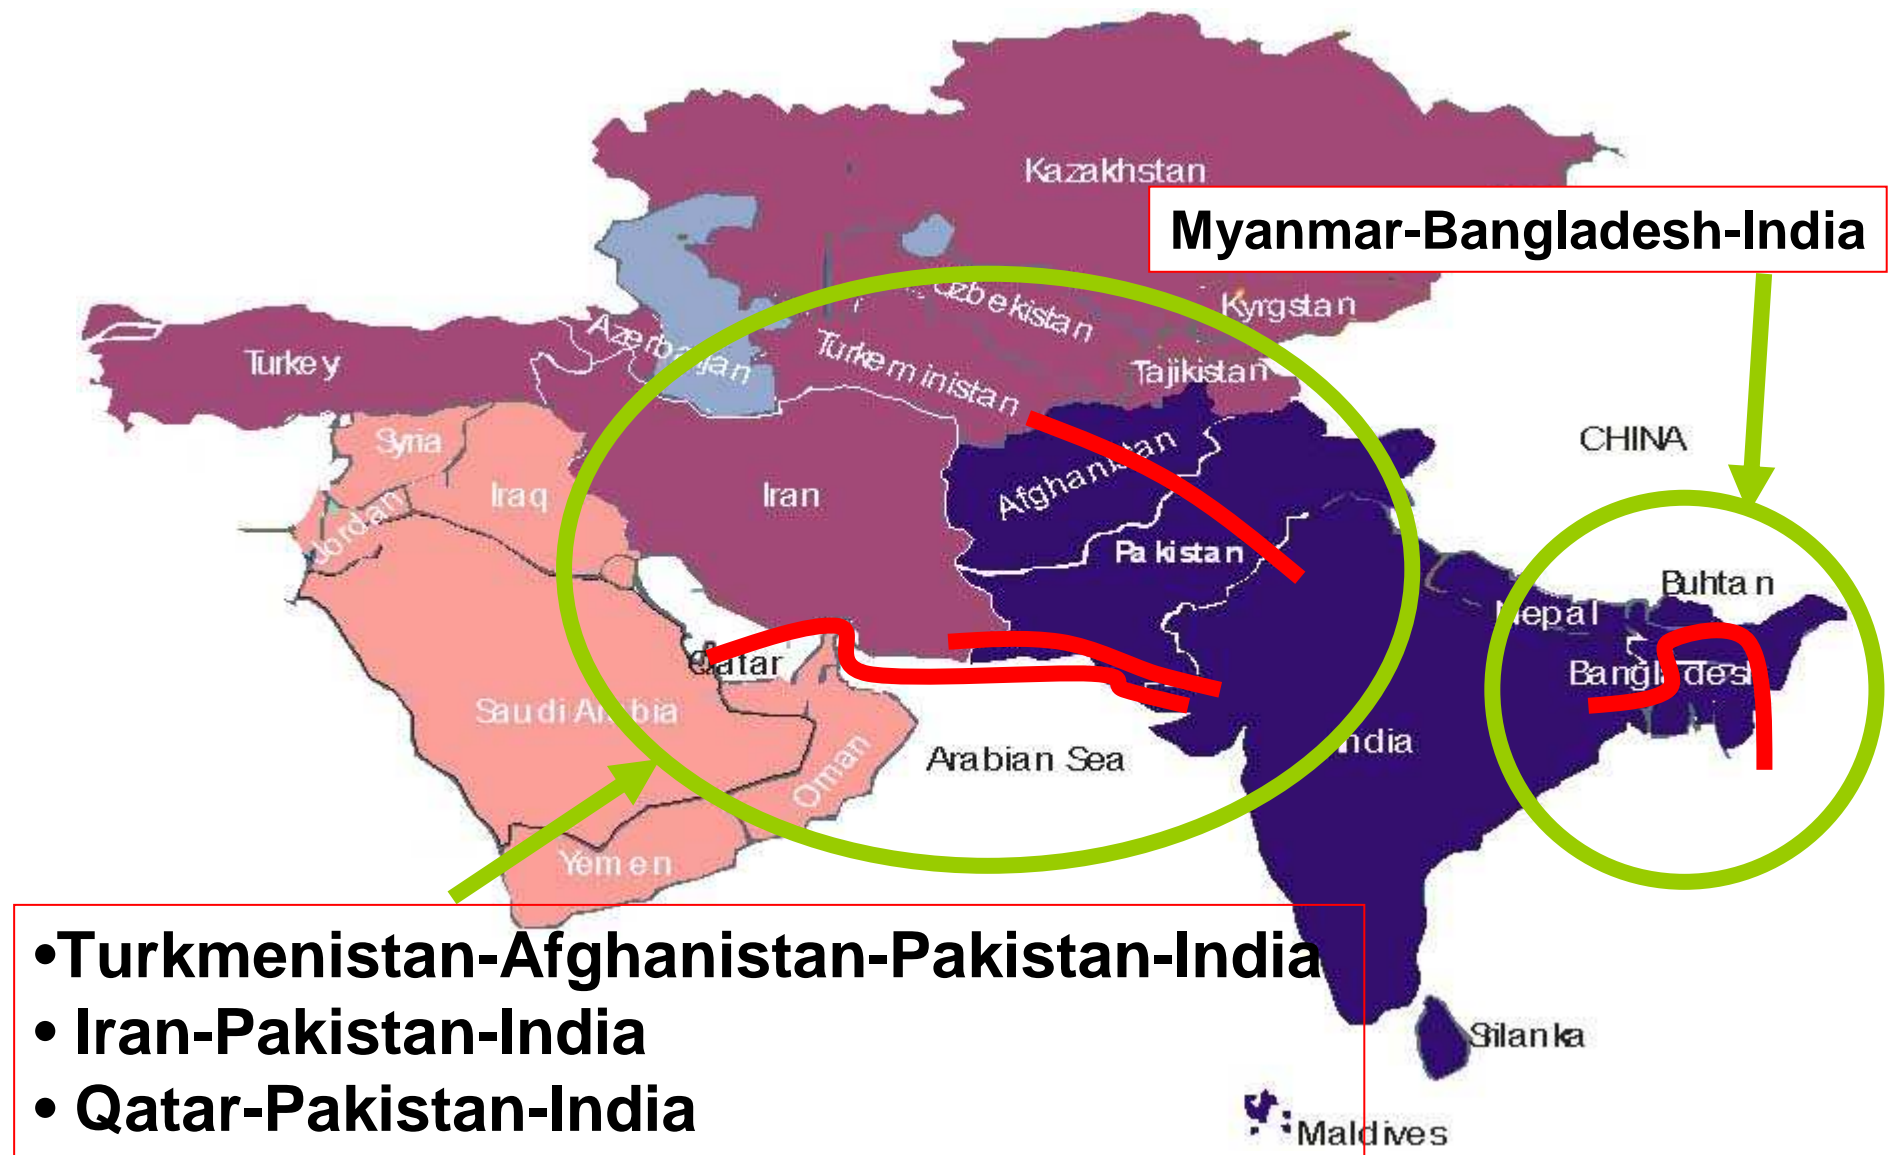 Kazakhstan
Myanmar-Bangladesh-India
Uzbekistan
Kyrgstan
Azerbaijan
Turkey
Turkeministan
Tajikistan
Syria
CHINA
Iraq
Iran
Afghanistan
Jordan
Pakistan
Buhtan
Nepal
Qatar
Bangladesh
Saudi Arabia
India
Arabian Sea
Oman
Yemen
•Turkmenistan-Afghanistan-Pakistan-India
• Iran-Pakistan-India
Srilanka
• Qatar-Pakistan-India
Maldives